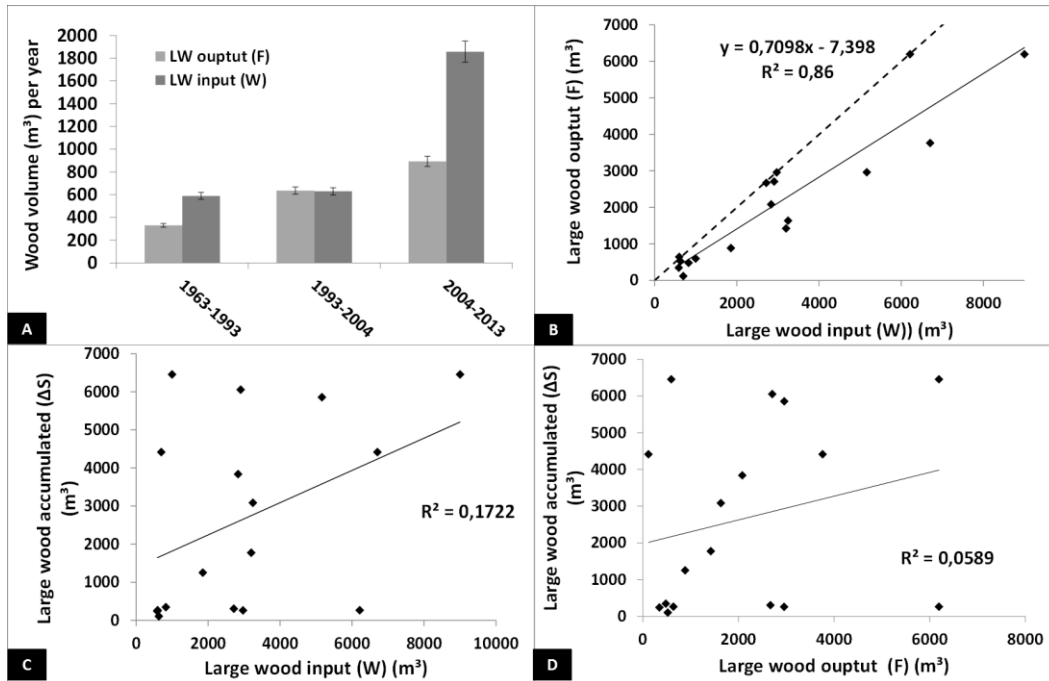 2000
1800
1600
1400
1200
1000
800
600
400
200
0
Wood volume (m³) per year
LW ouptut (F)
LW input (W)
1963-1993
1993-2004
2004-2013
A
7000
6000
5000
4000
3000
2000
1000
0
Large wood ouptut (F) (m³)
y = 0,7098x - 7,398
R² = 0,86
0
2000
4000
6000
8000
Large wood input (W)) (m³)
B
7000
6000
5000
4000
3000
2000
1000
0
Large wood accumulated (ΔS)
(m³)
R² = 0,1722
0
2000
4000
6000
8000
10000
Large wood input (W) (m³)
C
7000
6000
5000
4000
3000
2000
1000
0
Large wood accumulated (ΔS)
(m³)
R² = 0,0589
0
2000
4000
6000
8000
Large wood ouptut (F) (m³)
D